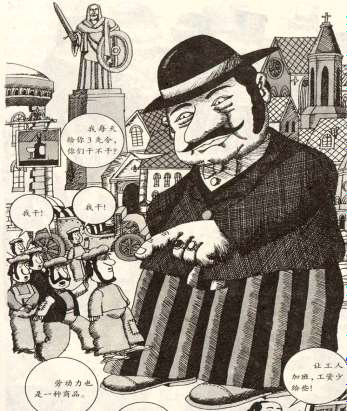 我每天
给你3先令，
你们干不干？
我干！
我干！
劳动力也
是一种商品。
让工人
加班，工资少
给些！